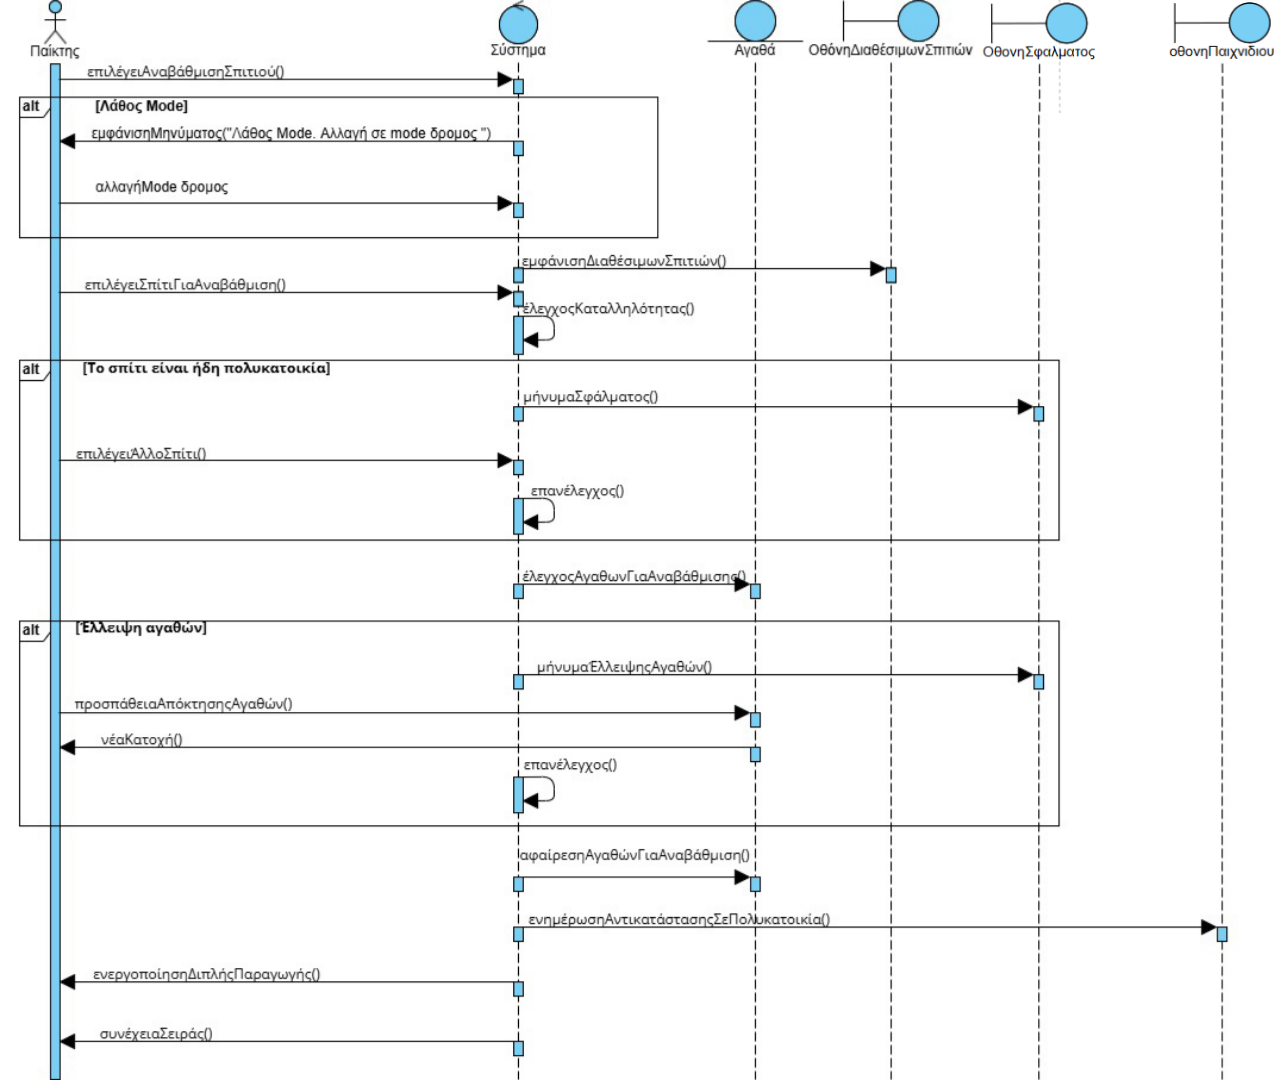 Παίκτης
Σύστημα
Αγαθά
ΟθόνηΔιαθέσιμωνΣπιτιών
ΟθονηΣφαλματος
οθονηΠαιχνιδιου
επιλέγειΑναβάθμισηΣπιτιού()
alt
[Λάθος Mode]
εμφάνισηΜηνύματος("Λάθος Mode. Αλλαγή σε mode δρομος ")
αλλαγήMode δρομος
εμφάνισηΔιαθέσιμωνΣπιτιών()
επιλέγειΣπίτιΓιαΑναβάθμιση()
έλεγχοςΚαταλληλότητας()
alt
[Το σπίτι είναι ήδη πολυκατοικία]
μήνυμαΣφάλματος()
επιλέγειΆλλοΣπίτι()
επανέλεγχος()
έλεγχοςΑγαθωνΓιαΑναβάθμισης()
alt
[Έλλειψη αγαθών]
μήνυμαΈλλειψηςΑγαθών()
προσπάθειαΑπόκτησηςΑγαθών()
νέαΚατοχή()
επανέλεγχος()
αφαίρεσηΑγαθώνΓιαΑναβάθμιση()
ενημέρωσηΑντικατάστασηςΣεΠολυκατοικία()
ενεργοποίησηΔιπλήςΠαραγωγής()
συνέχειαΣειράς()